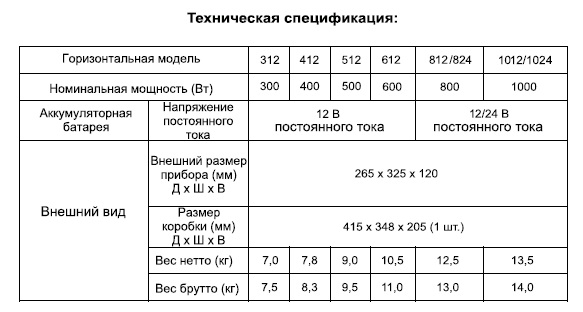 Техническая спецификация:
Горизонтальная модель 312 412 512 612 812/824 1012/1024
Номинальная мощность (Вт) 300 400 500 600 800 1000
Аккумуляторная батарея
Напряжение постоянного тока
12 В постоянного тока
12/24 В постоянного тока
Внешний вид
Внешний размер прибора (мм) Д x Ш x В
265 x 325 x 120
Размер коробки (мм) Д x Ш x В
415 x 348 x 205 (1 шт.)
Вес нетто (кг) 7,0 7,8 9,0 10,5 12,5 13,5
Вес брутто (кг) 7,5 8,3 9,5 11,0 13,0 14,0